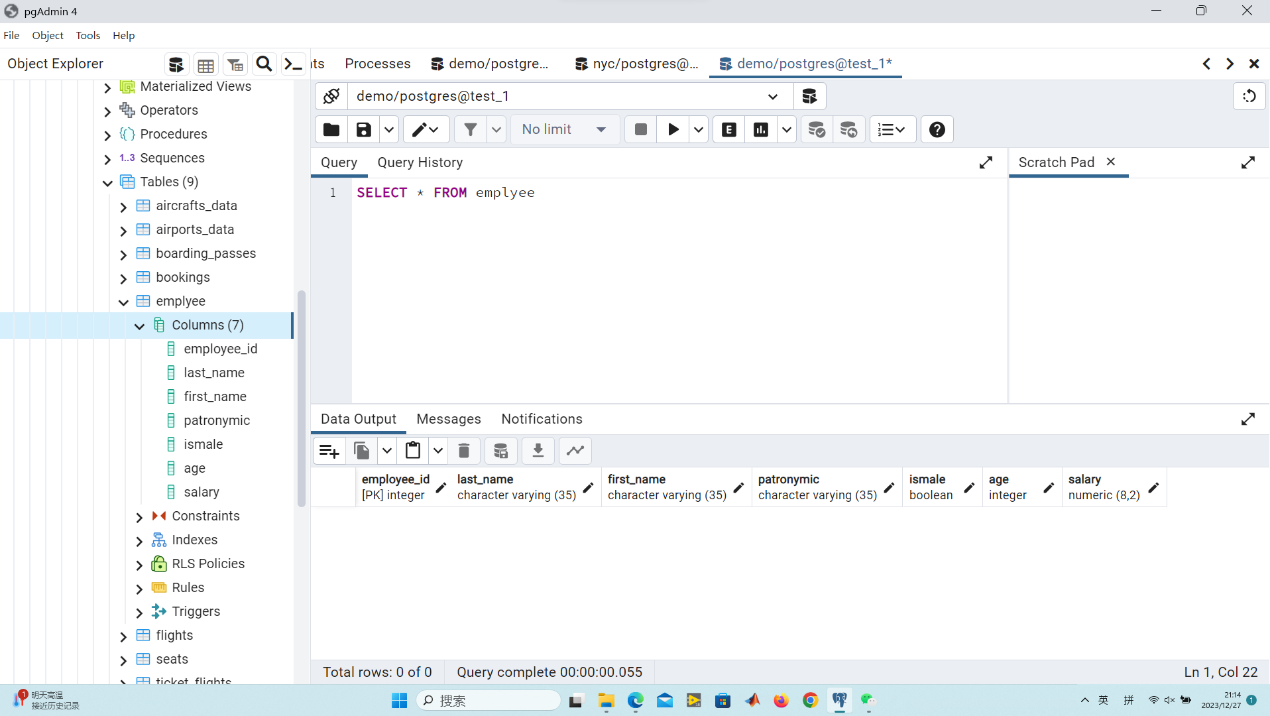 pgAdmin 4
File Object Tools Help
Object Explorer
ts Processes demo/postgre... nyc/postgres@... demo/postgres@test_1*
Materialized Views
Operators
Procedures
1..3 Sequences
Tables (9)
aircrafts_data
airports_data
boarding_passes
bookings
emplyee
Columns (7)
employee_id
last_name
first_name
patronymic
ismale
age
salary
Constraints
Indexes
RLS Policies
Rules
Triggers
flights
seats
ticket_flights
demo/postgres@test_1
No limit E
Query Query History
Scratch Pad
1 SELECT * FROM emplyee
Data Output Messages Notifications
employee_id last_name first_name patronymic ismale age salary
[PK] integer character varying (35) character varying (35) character varying (35) boolean integer numeric (8,2)
Total rows: 0 of 0 Query complete 00:00:00.055 Ln 1, Col 22
1 明天高温
接近历史记录
搜索
英 拼
21:14
2023/12/27
1